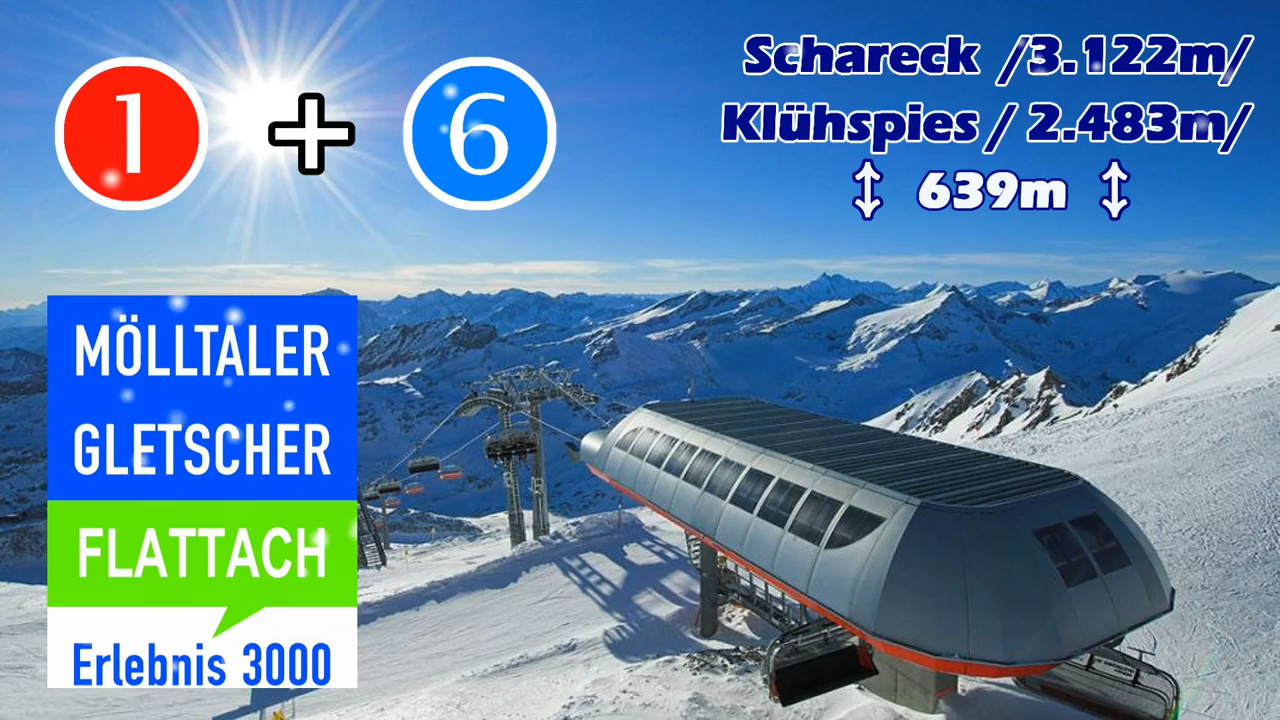 1 + 6
Schareck /3.122m/
Klühspies / 2.483m/
↕ 639m ↕
MÖLLTALER
GLETSCHER
FLATTACH
Erlebnis 3000